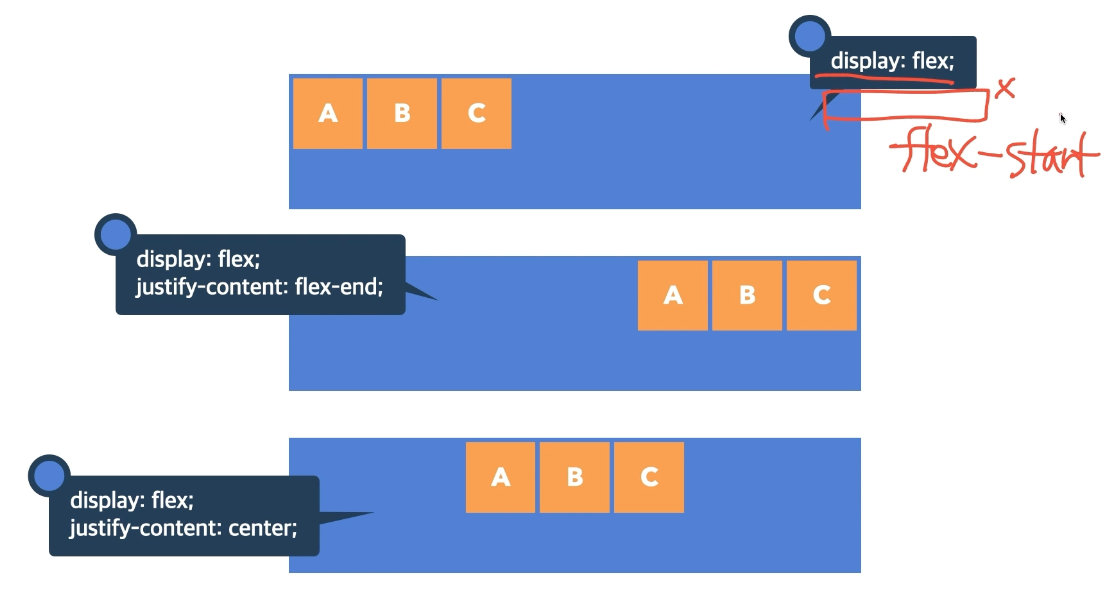 display: flex;
A B C
x
flex-start
display: flex;
justify-content: flex-end;
A B C
A B C
display: flex;
justify-content: center;